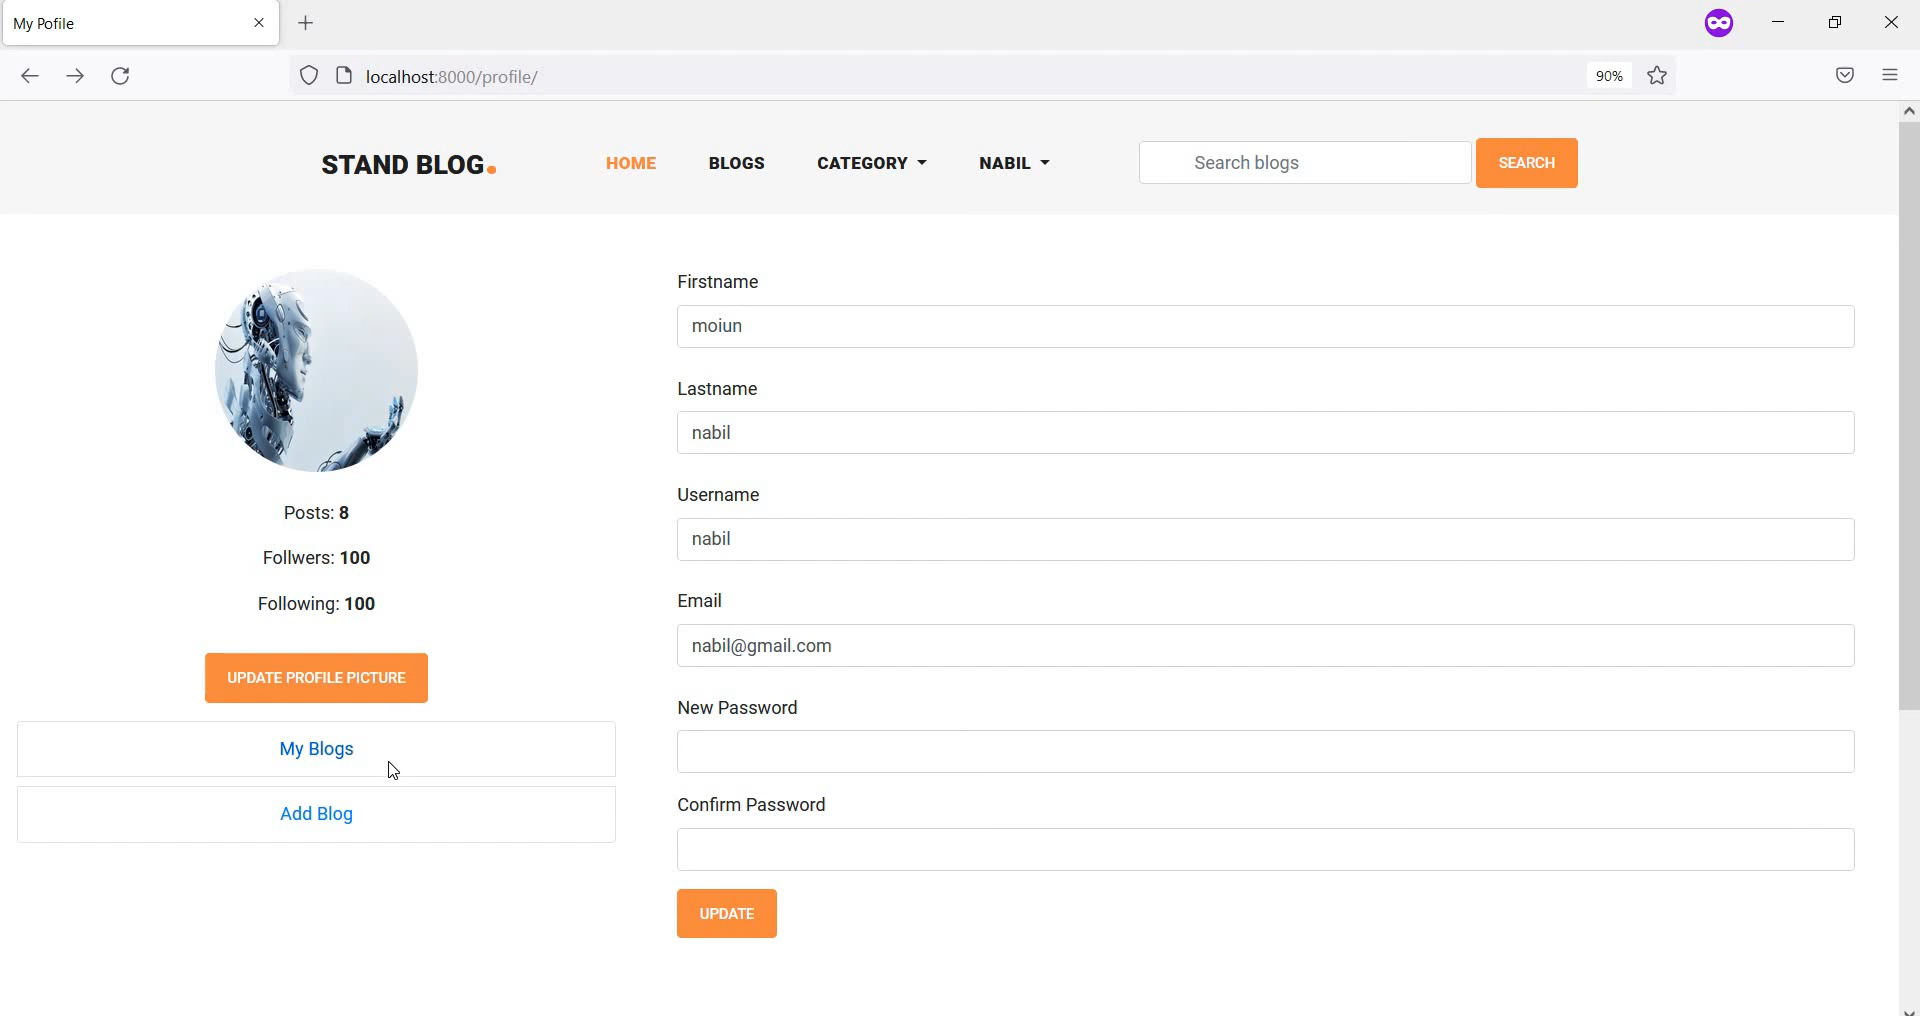 My Pofile
localhost:8000/profile/
90%
STAND BLOG.
HOME
BLOGS
CATEGORY
NABIL
Search blogs
SEARCH
Posts: 8
Follwers: 100
Following: 100
UPDATE PROFILE PICTURE
My Blogs
Add Blog
Firstname
moiun
Lastname
nabil
Username
nabil
Email
nabil@gmail.com
New Password
Confirm Password
UPDATE